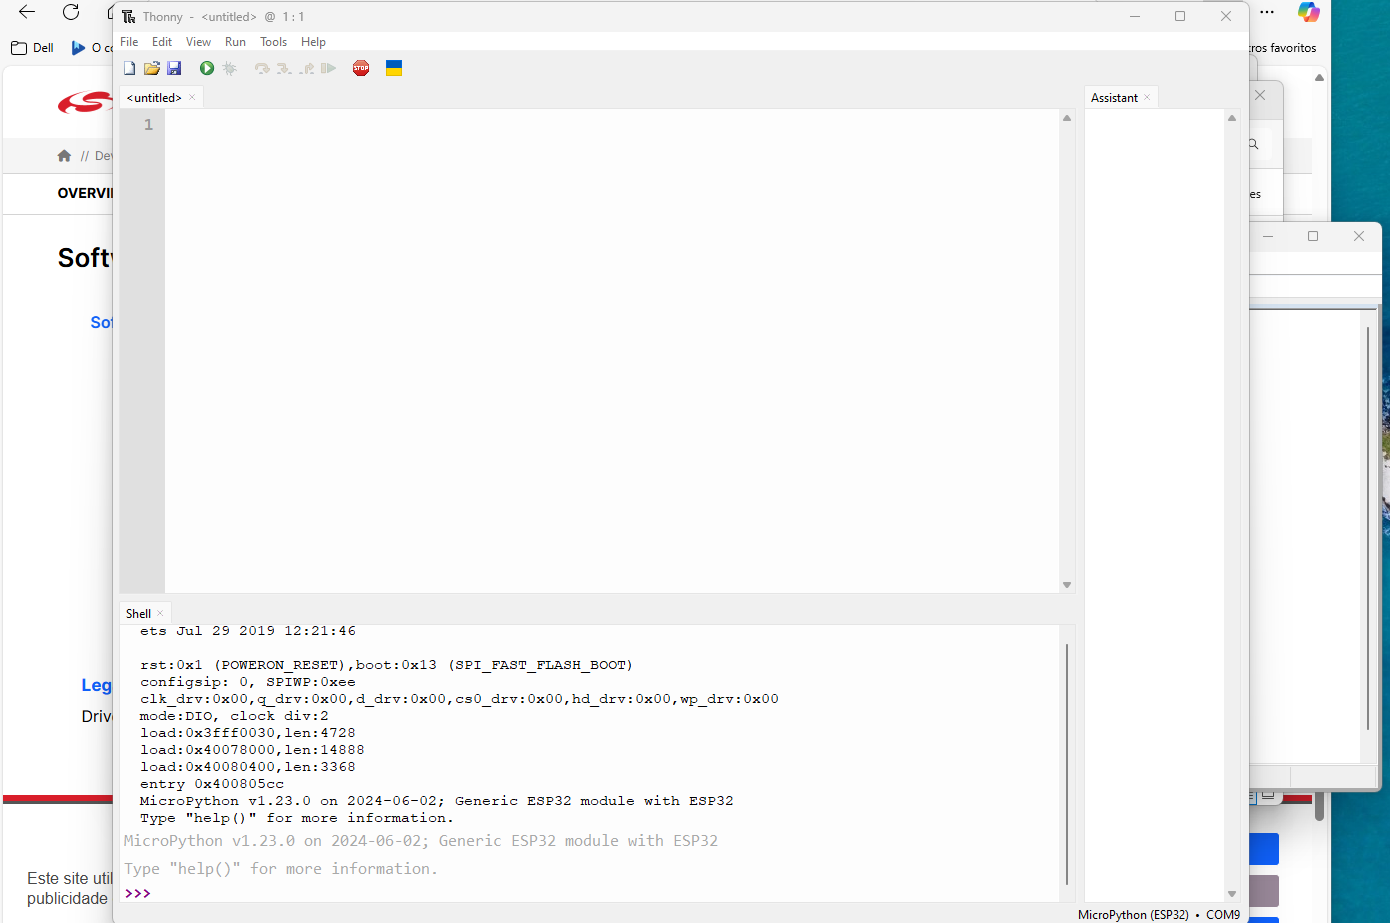 Thonny - <untitled> @ 1:1
Dell
ros favoritos
File Edit View Run Tools Help
STOP
<untitled>
Assistant
1
// Dev
OVERVI
es
Soft
Sof
Shell
ets Jul 29 2019 12:21:46
rst:0x1 (POWERON_RESET),boot:0x13 (SPI_FAST_FLASH_BOOT)
configsip: 0, SPIWP:0xee
clk_drv:0x00,q_drv:0x00,d_drv:0x00,cs0_drv:0x00,hd_drv:0x00,wp_drv:0x00
mode:DIO, clock div:2
load:0x3fff0030,len:4728
load:0x40078000,len:14888
load:0x40080400,len:3368
entry 0x400805cc
MicroPython v1.23.0 on 2024-06-02; Generic ESP32 module with ESP32
Type "help()" for more information.
MicroPython v1.23.0 on 2024-06-02; Generic ESP32 module with ESP32
Type "help()" for more information.
>>>
Leg
Driv
Este site util
publicidade
MicroPython (ESP32) • COM9